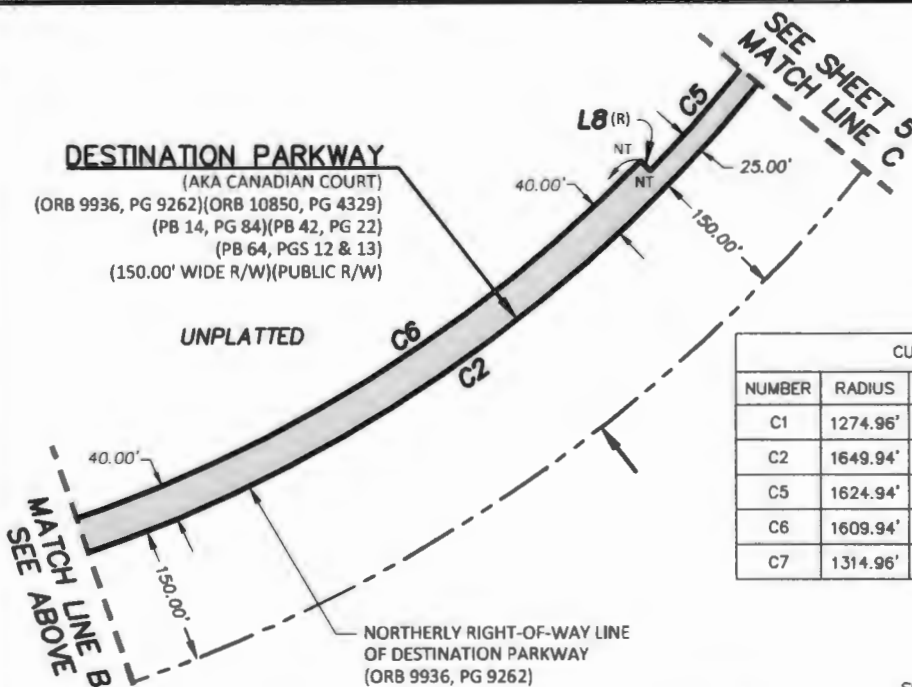 SEE SHEET 5
MATCH LINE C
L8 (R)
C5
NT
NT
25.00'
40.00'
150.00'
DESTINATION PARKWAY
(AKA CANADIAN COURT)
(ORB 9936, PG 9262)(ORB 10850, PG 4329)
(PB 14, PG 84)(PB 42, PG 22)
(PB 64, PGS 12 & 13)
(150.00' WIDE R/W)(PUBLIC R/W)
UNPLATTED
C6
C2
40.00'
MATCH LINE B
SEE ABOVE
150.00'
NORTHERLY RIGHT-OF-WAY LINE
OF DESTINATION PARKWAY
(ORB 9936, PG 9262)
CU
NUMBER RADIUS
C1 1274.96'
C2 1649.94'
C5 1624.94'
C6 1609.94'
C7 1314.96'